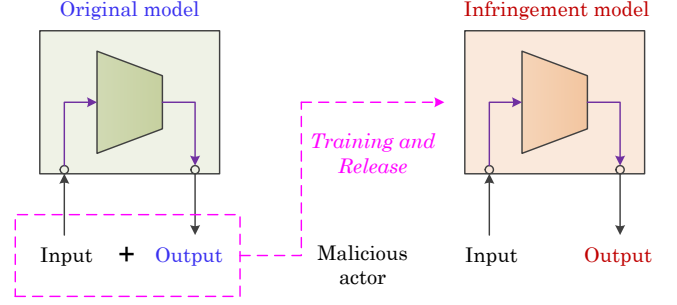 Original model
Infringement model
Training and
Release
Input + Output
Malicious
actor
Input
Output